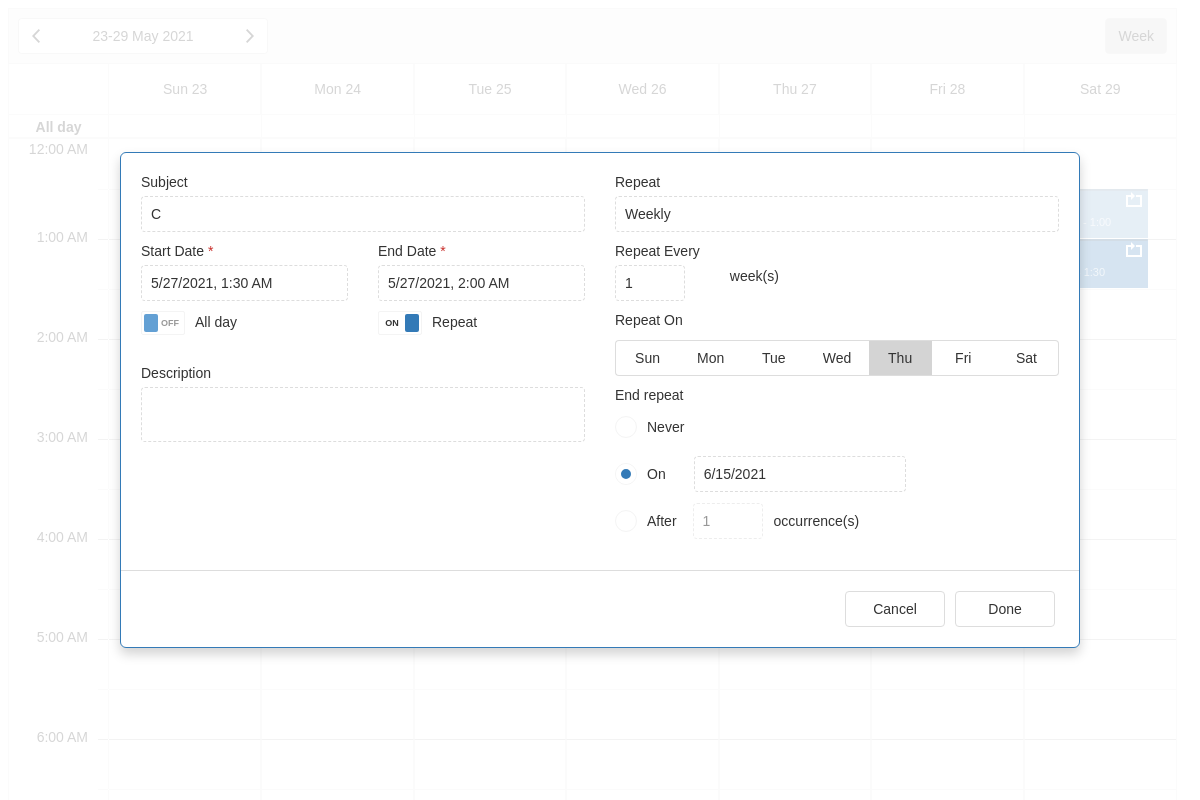 23-29 May 2021
Week
Sun 23
Mon 24
Tue 25
Wed 26
Thu 27
Fri 28
Sat 29
All day
12:00 AM
1:00 AM
2:00 AM
3:00 AM
4:00 AM
5:00 AM
6:00 AM
- 1:00
1:30
Subject
C
Start Date *
End Date *
5/27/2021, 1:30 AM
5/27/2021, 2:00 AM
OFF All day
ON Repeat
Description
Repeat
Weekly
Repeat Every
1 week(s)
Repeat On
Sun Mon Tue Wed Thu Fri Sat
End repeat
Never
On 6/15/2021
After 1 occurrence(s)
Cancel
Done